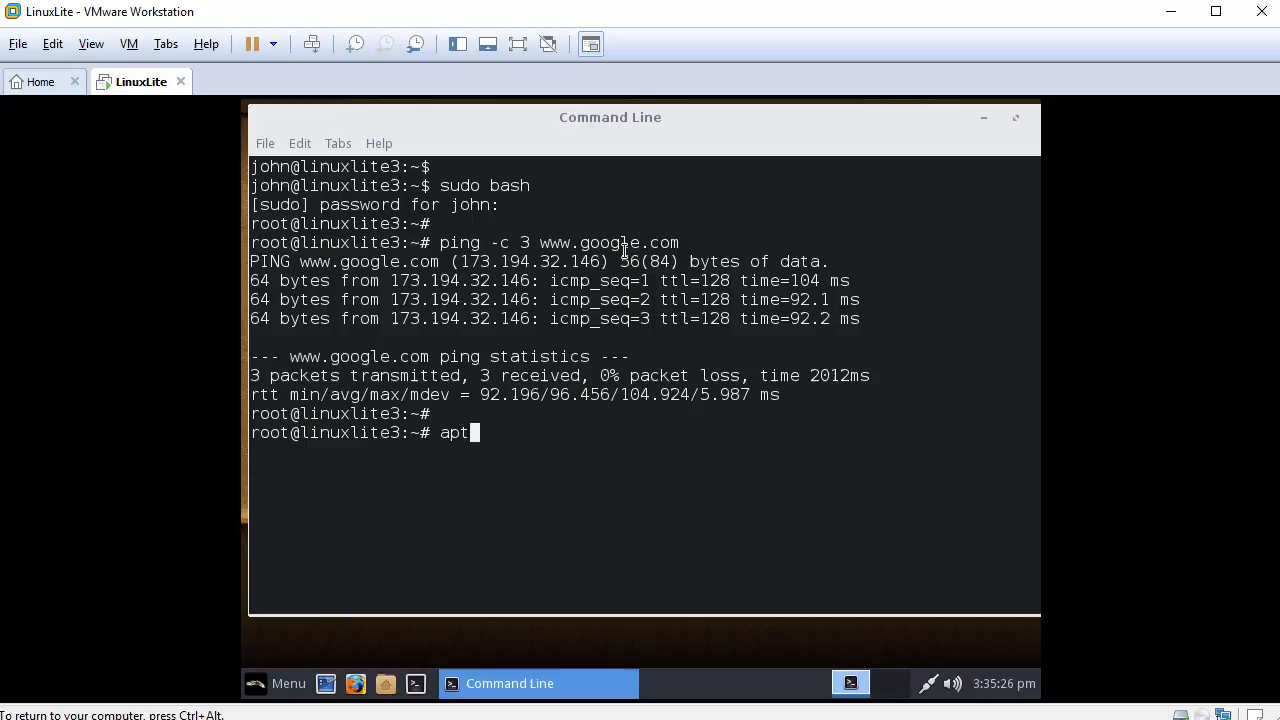 LinuxLite - VMware Workstation
File Edit View VM Tabs Help
Home LinuxLite
Command Line
File Edit Tabs Help
john@linuxlite3:~$
john@linuxlite3:~$ sudo bash
[sudo] password for john:
root@linuxlite3:~#
root@linuxlite3:~# ping -c 3 www.google.com
PING www.google.com (173.194.32.146) 56(84) bytes of data.
64 bytes from 173.194.32.146: icmp_seq=1 ttl=128 time=104 ms
64 bytes from 173.194.32.146: icmp_seq=2 ttl=128 time=92.1 ms
64 bytes from 173.194.32.146: icmp_seq=3 ttl=128 time=92.2 ms
--- www.google.com ping statistics ---
3 packets transmitted, 3 received, 0% packet loss, time 2012ms
rtt min/avg/max/mdev = 92.196/96.456/104.924/5.987 ms
root@linuxlite3:~#
root@linuxlite3:~# apt
Menu Command Line 3:35:26 pm
To return to your computer, press Ctrl+Alt.